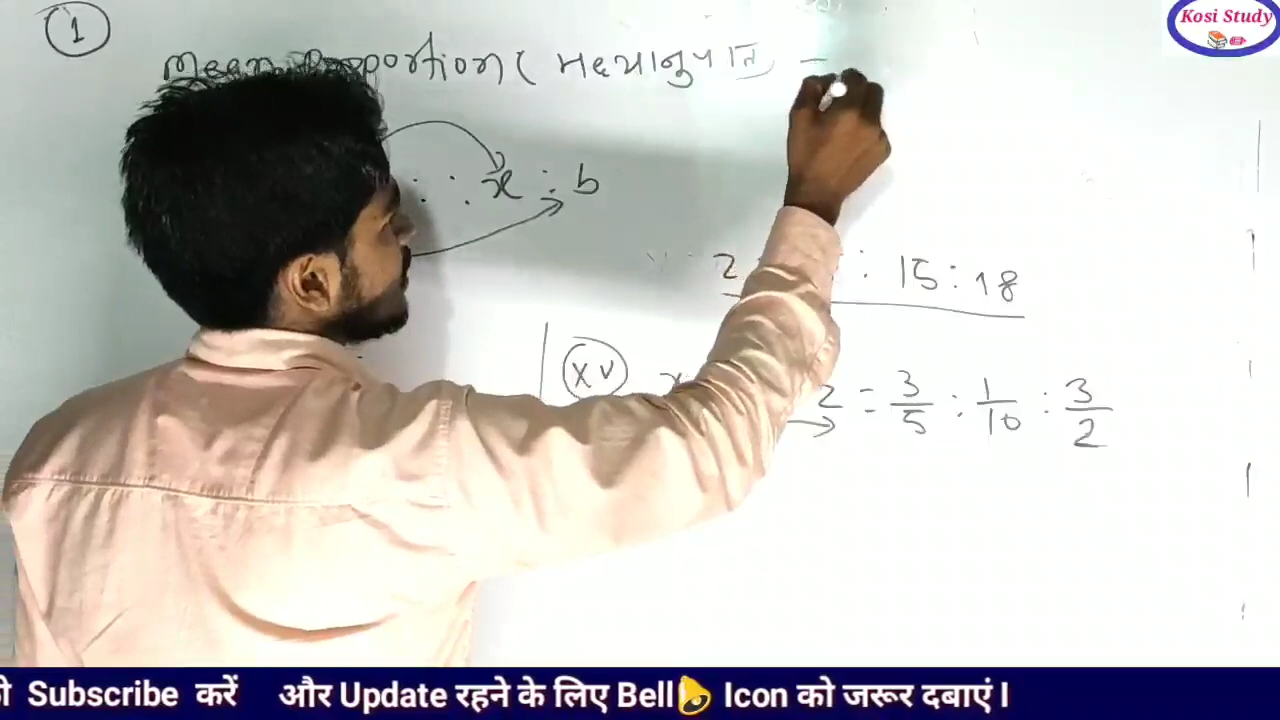 Kosi Study
1
Mean Proportion ( मध्यानुपात) -
: : x : b
2 : 15 : 18
XV x 2 = 3/5 : 1/10 : 3/2
Subscribe करें और Update रहने के लिए Bell Icon को जरूर दबाएं l